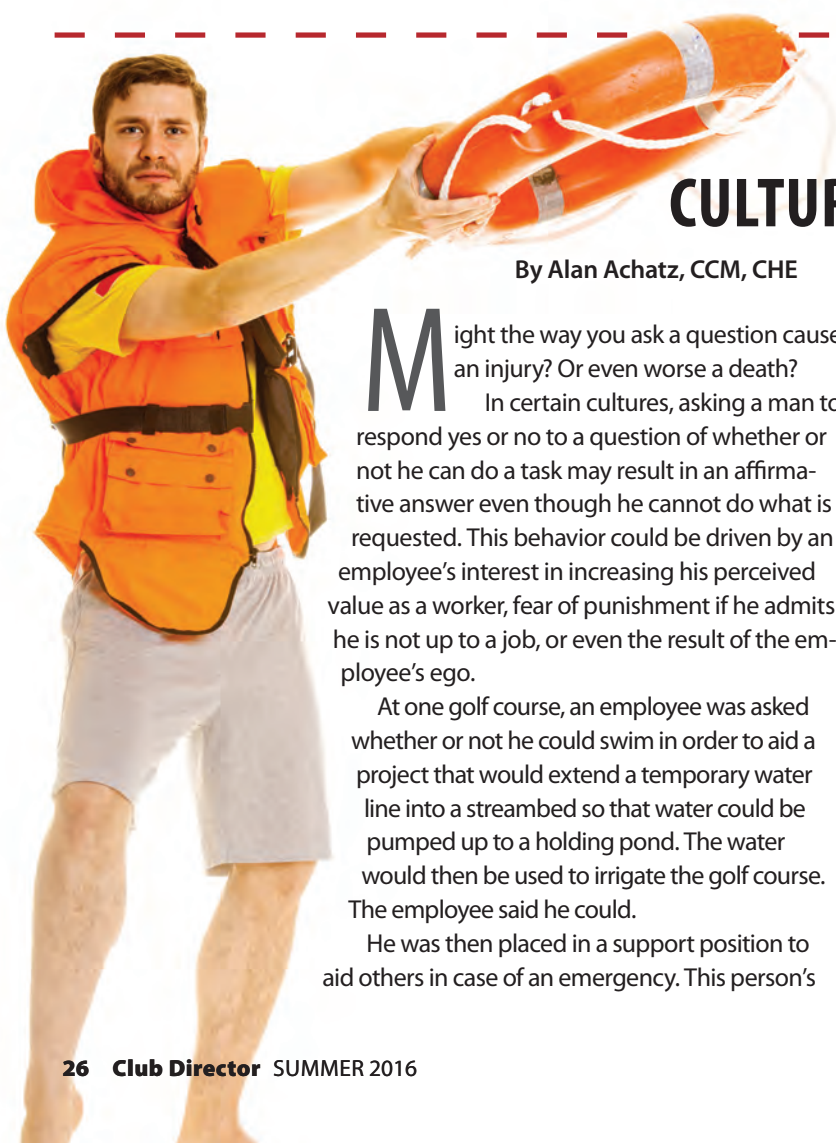 CULTUR
By Alan Achatz, CCM, CHE
Might the way you ask a question cause
an injury? Or even worse a death?
In certain cultures, asking a man to
respond yes or no to a question of whether or
not he can do a task may result in an affirma-
tive answer even though he cannot do what is
requested. This behavior could be driven by an
employee’s interest in increasing his perceived
value as a worker, fear of punishment if he admits
he is not up to a job, or even the result of the em-
ployee’s ego.
At one golf course, an employee was asked
whether or not he could swim in order to aid a
project that would extend a temporary water
line into a streambed so that water could be
pumped up to a holding pond. The water
would then be used to irrigate the golf course.
The employee said he could.
He was then placed in a support position to
aid others in case of an emergency. This person’s
26 Club Director SUMMER 2016